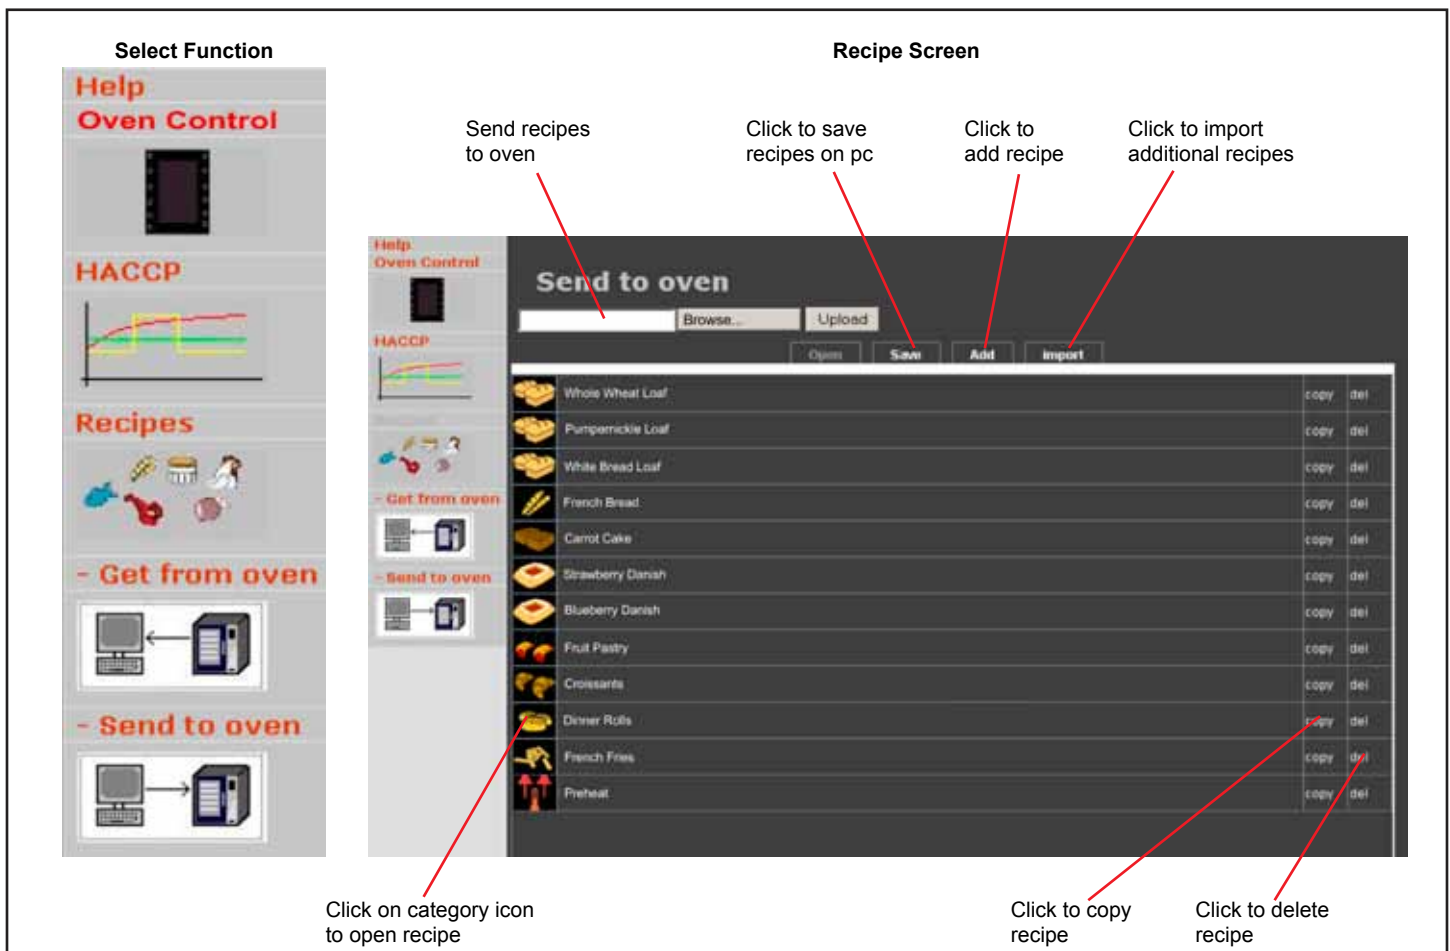 Select Function
Recipe Screen
Help
Oven Control
HACCP
Recipes
- Get from oven
- Send to oven
Send recipes
to oven
Click to save
recipes on pc
Click to
add recipe
Click to import
additional recipes
Help
Oven Control
HACCP
- Get from oven
- Send to oven
Send to oven
Browse... Upload
Open Save Add import
Whole Wheat Loaf copy del
Pumpernickle Loaf copy del
White Bread Loaf copy del
French Bread copy del
Carrot Cake copy del
Strawberry Danish copy del
Blueberry Danish copy del
Fruit Pastry copy del
Croissants copy del
Dinner Rolls copy del
French Fries copy del
Preheat copy del
Click on category icon
to open recipe
Click to copy
recipe
Click to delete
recipe